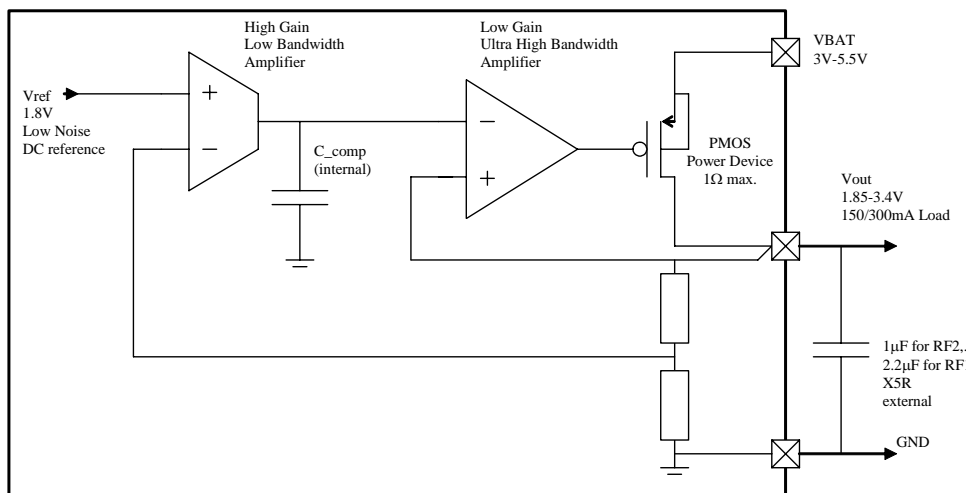 High Gain
Low Bandwidth
Amplifier
Low Gain
Ultra High Bandwidth
Amplifier
VBAT
3V-5.5V
Vref
1.8V
Low Noise
DC reference
+
−
C_comp
(internal)
−
+
PMOS
Power Device
1Ω max.
Vout
1.85-3.4V
150/300mA Load
1μF for RF2,.
2.2μF for RF
X5R
external
GND